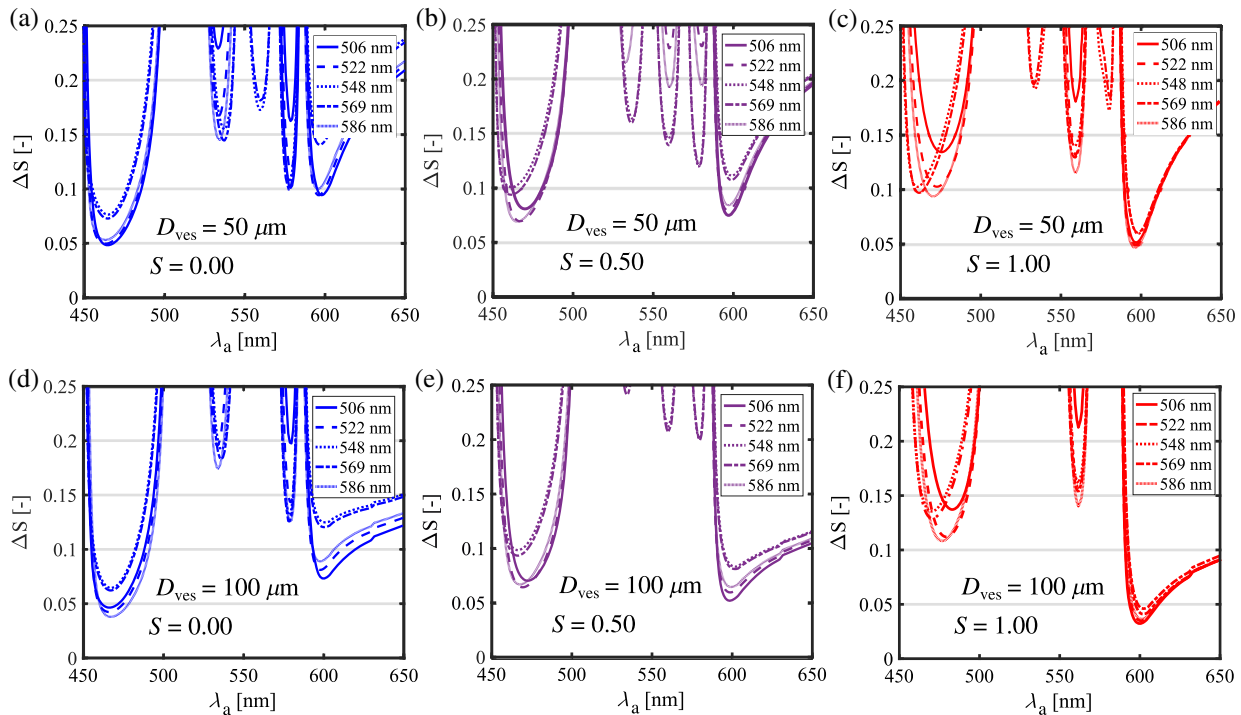 (a)
0.25
0.2
0.15
0.1
0.05
0
ΔS [-]
506 nm
522 nm
548 nm
569 nm
586 nm
D_ves = 50 μm
S = 0.00
450 500 550 600 650
λ_a [nm]
(b)
0.25
0.2
0.15
0.1
0.05
0
ΔS [-]
506 nm
522 nm
548 nm
569 nm
586 nm
D_ves = 50 μm
S = 0.50
450 500 550 600 650
λ_a [nm]
(c)
0.25
0.2
0.15
0.1
0.05
0
ΔS [-]
506 nm
522 nm
548 nm
569 nm
586 nm
D_ves = 50 μm
S = 1.00
450 500 550 600 650
λ_a [nm]
(d)
0.25
0.2
0.15
0.1
0.05
0
ΔS [-]
506 nm
522 nm
548 nm
569 nm
586 nm
D_ves = 100 μm
S = 0.00
450 500 550 600 650
λ_a [nm]
(e)
0.25
0.2
0.15
0.1
0.05
0
ΔS [-]
506 nm
522 nm
548 nm
569 nm
586 nm
D_ves = 100 μm
S = 0.50
450 500 550 600 650
λ_a [nm]
(f)
0.25
0.2
0.15
0.1
0.05
0
ΔS [-]
506 nm
522 nm
548 nm
569 nm
586 nm
D_ves = 100 μm
S = 1.00
450 500 550 600 650
λ_a [nm]